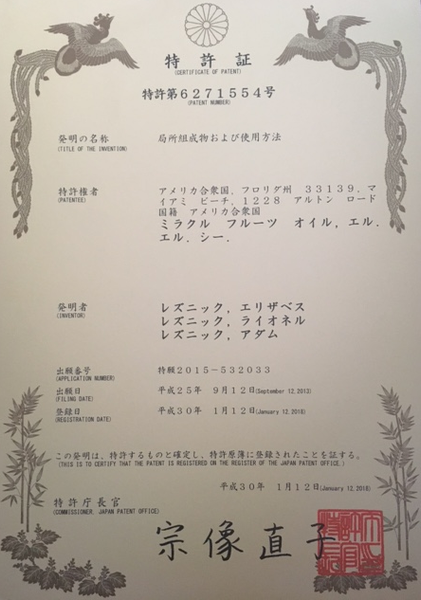 特許証
(CERTIFICATE OF PATENT)
特許第6271554号
(PATENT NUMBER)
発明の名称 局所組成物および使用方法
(TITLE OF THE INVENTION)
特許権者 アメリカ合衆国,フロリダ州 33139,マ
(PATENTEE) イアミ ビーチ,1228 アルトン ロード
国籍 アメリカ合衆国
ミラクル フルーツ オイル,エル.
エル.シー.
発明者 レズニック,エリザベス
(INVENTOR) レズニック,ライオネル
レズニック,アダム
出願番号 特願2015-532033
(APPLICATION NUMBER)
出願日 平成25年 9月12日(September 12,2013)
(FILING DATE)
登録日 平成30年 1月12日(January 12,2018)
(REGISTRATION DATE)
この発明は,特許するものと確定し,特許原簿に登録されたことを証する。
(THIS IS TO CERTIFY THAT THE PATENT IS REGISTERED ON THE REGISTER OF THE JAPAN PATENT OFFICE.)
平成30年 1月12日(January 12,2018)
特許庁長官
(COMMISSIONER, JAPAN PATENT OFFICE)
宗像直子